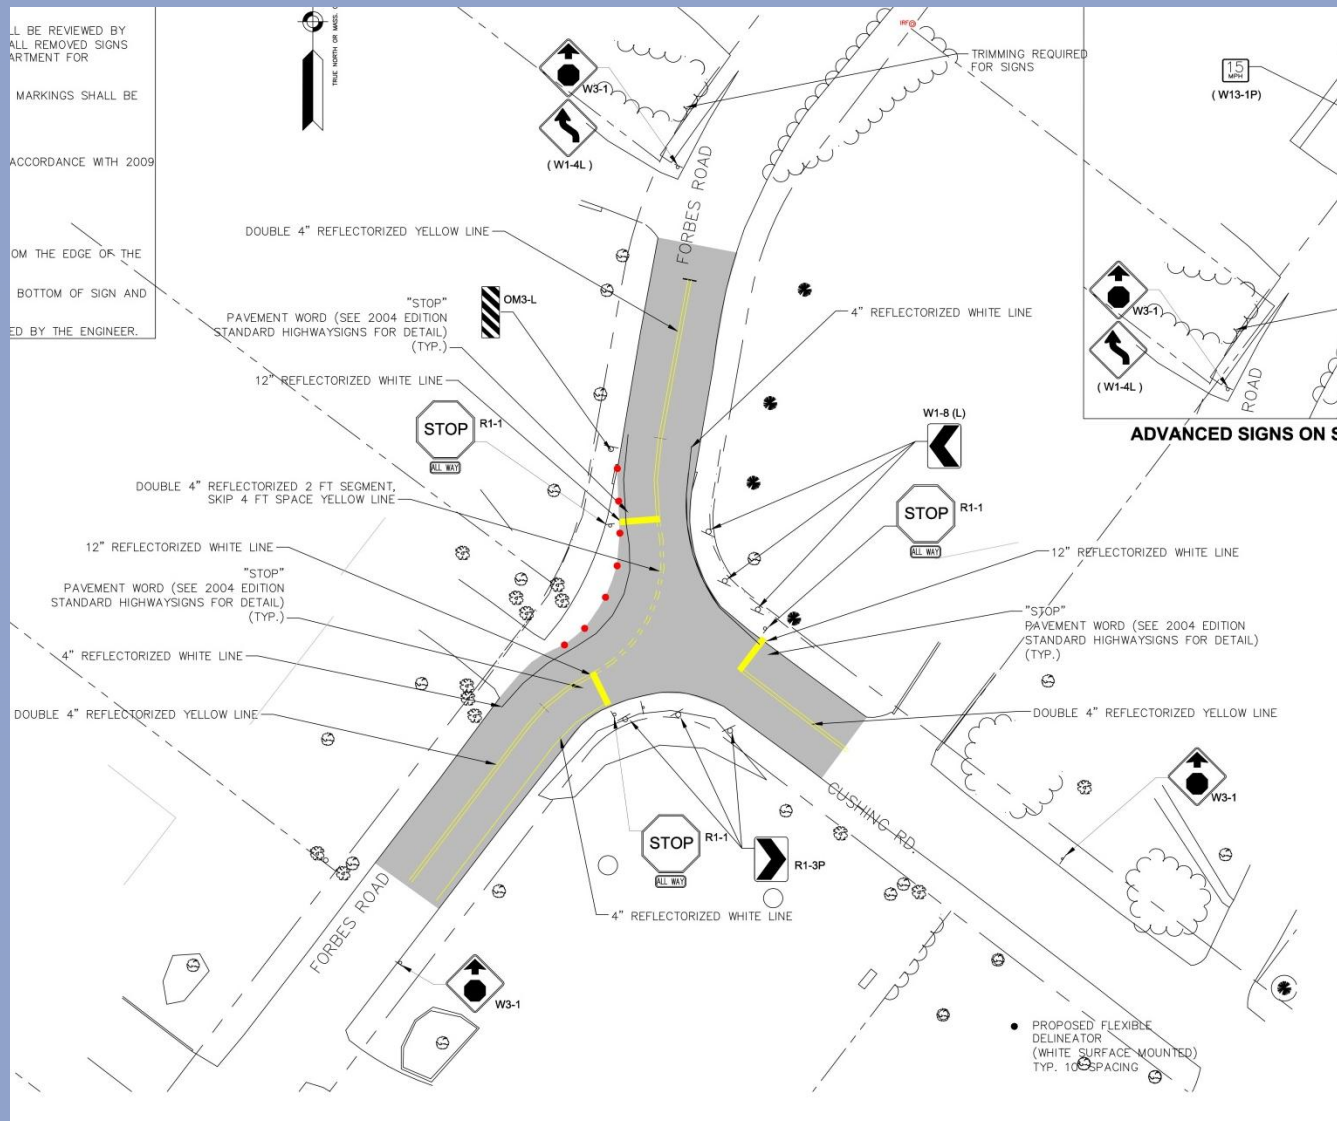 LL BE REVIEWED BY
ALL REMOVED SIGNS
ARTMENT FOR
MARKINGS SHALL BE
ACCORDANCE WITH 2009
OM THE EDGE OF THE
BOTTOM OF SIGN AND
ED BY THE ENGINEER.
TRUE NORTH OR MASS.
W3-1
( W1-4L )
TRIMMING REQUIRED
FOR SIGNS
15
MPH
( W13-1P)
FORBES ROAD
DOUBLE 4" REFLECTORIZED YELLOW LINE
OM3-L
"STOP"
PAVEMENT WORD (SEE 2004 EDITION
STANDARD HIGHWAYSIGNS FOR DETAIL)
(TYP.)
12" REFLECTORIZED WHITE LINE
4" REFLECTORIZED WHITE LINE
W3-1
( W1-4L )
ROAD
ADVANCED SIGNS ON S
STOP
R1-1
ALL WAY
W1-8 (L)
DOUBLE 4" REFLECTORIZED 2 FT SEGMENT,
SKIP 4 FT SPACE YELLOW LINE
STOP
R1-1
ALL WAY
12" REFLECTORIZED WHITE LINE
12" REFLECTORIZED WHITE LINE
"STOP"
PAVEMENT WORD (SEE 2004 EDITION
STANDARD HIGHWAYSIGNS FOR DETAIL)
(TYP.)
"STOP"
PAVEMENT WORD (SEE 2004 EDITION
STANDARD HIGHWAYSIGNS FOR DETAIL)
(TYP.)
4" REFLECTORIZED WHITE LINE
DOUBLE 4" REFLECTORIZED YELLOW LINE
DOUBLE 4" REFLECTORIZED YELLOW LINE
W3-1
CUSHING RD.
STOP
R1-1
ALL WAY
R1-3P
FORBES ROAD
4" REFLECTORIZED WHITE LINE
W3-1
PROPOSED FLEXIBLE
DELINEATOR
(WHITE SURFACE MOUNTED)
TYP. 10' SPACING